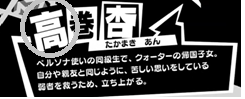 高巻杏
たかまき あん
ペルソナ使いの同級生で、クォーターの帰国子女。
自分や親友と同じように、苦しい思いをしている
弱者を救うため、立ち上がる。